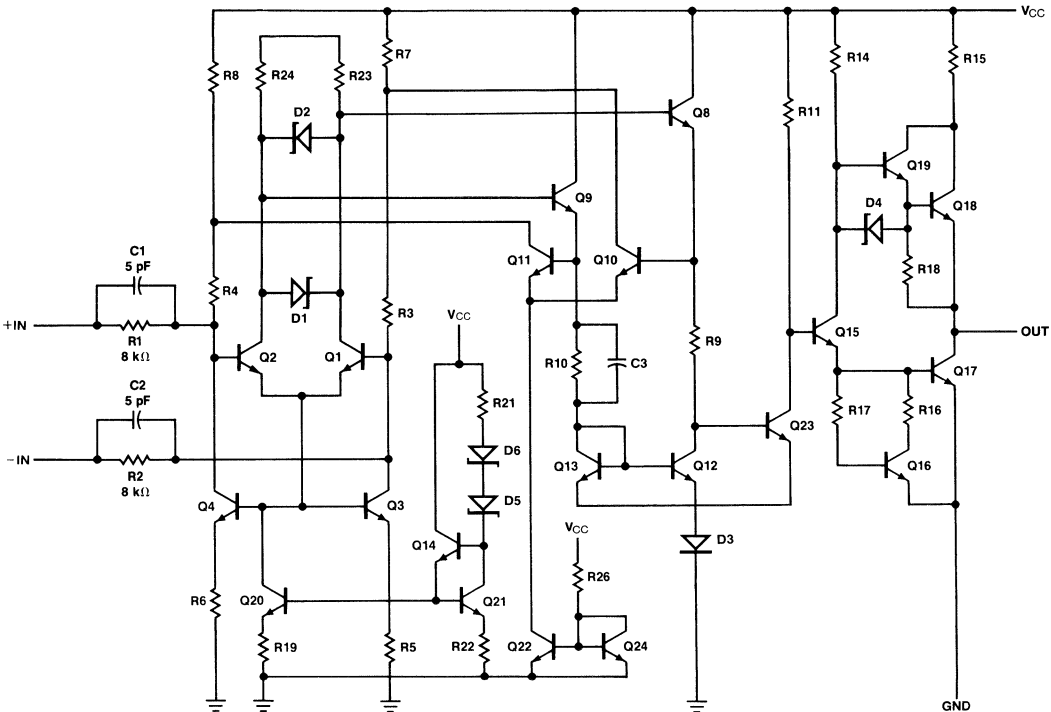 VCC
R8
R24
R23
R7
R14
R15
D2
Q8
R11
Q19
Q9
D4
Q18
C1
5 pF
R4
Q11
Q10
R18
+IN
R1
8 kΩ
D1
R3
VCC
Q15
OUT
Q2
Q1
R10
C3
R9
Q17
C2
5 pF
R21
R17
R16
Q23
−IN
R2
8 kΩ
D6
Q13
Q12
Q16
Q4
Q3
D5
VCC
Q14
D3
R26
R6
Q20
Q21
R19
R5
R22
Q22
Q24
GND